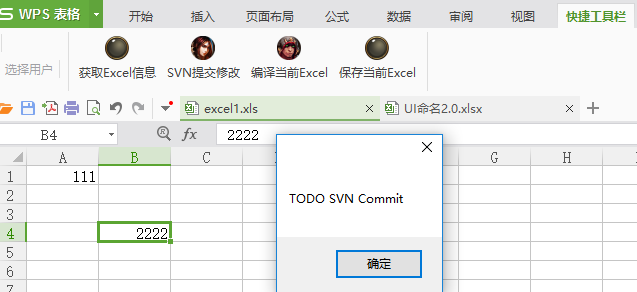 S WPS 表格 开始 插入 页面布局 公式 数据 审阅 视图 快捷工具栏
选择用户 获取Excel信息 SVN提交修改 编译当前Excel 保存当前Excel
excel1.xls UI命名2.0.xlsx
B4 fx 2222
A B C G H
1 111
2
3
4 2222
5
6
7
TODO SVN Commit
确定